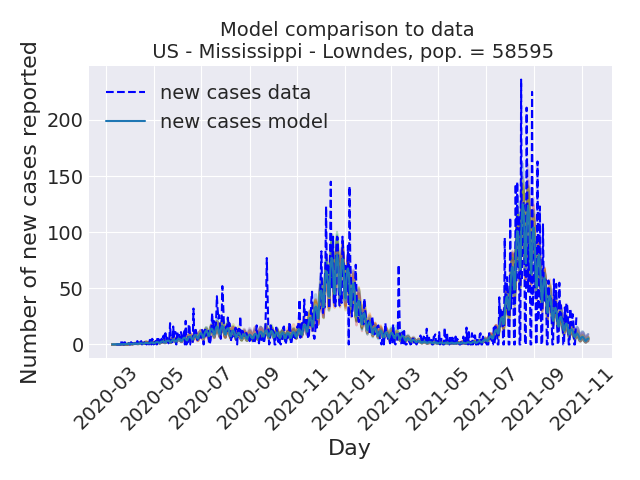 Model comparison to data
US - Mississippi - Lowndes, pop. = 58595
Number of new cases reported
200
150
100
50
0
new cases data
new cases model
2020-03
2020-05
2020-07
2020-09
2020-11
2021-01
2021-03
2021-05
2021-07
2021-09
2021-11
Day